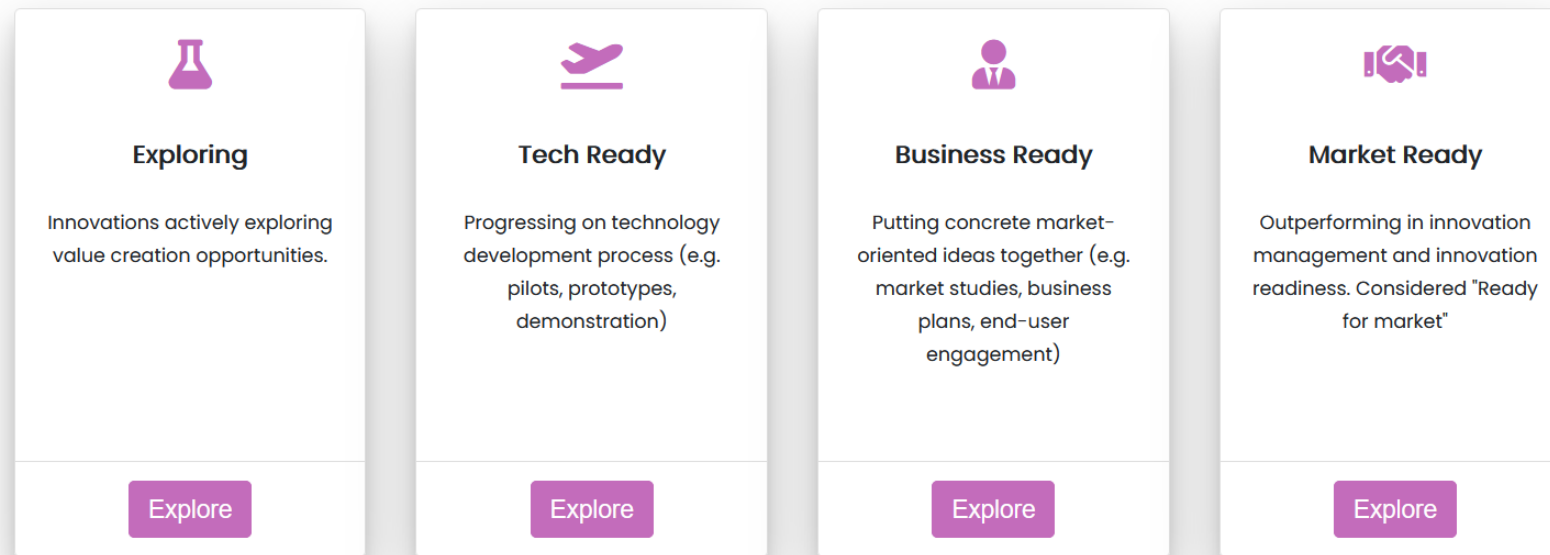 Exploring
Innovations actively exploring
value creation opportunities.
Explore
Tech Ready
Progressing on technology
development process (e.g.
pilots, prototypes,
demonstration)
Explore
Business Ready
Putting concrete market-
oriented ideas together (e.g.
market studies, business
plans, end-user
engagement)
Explore
Market Ready
Outperforming in innovation
management and innovation
readiness. Considered "Ready
for market"
Explore